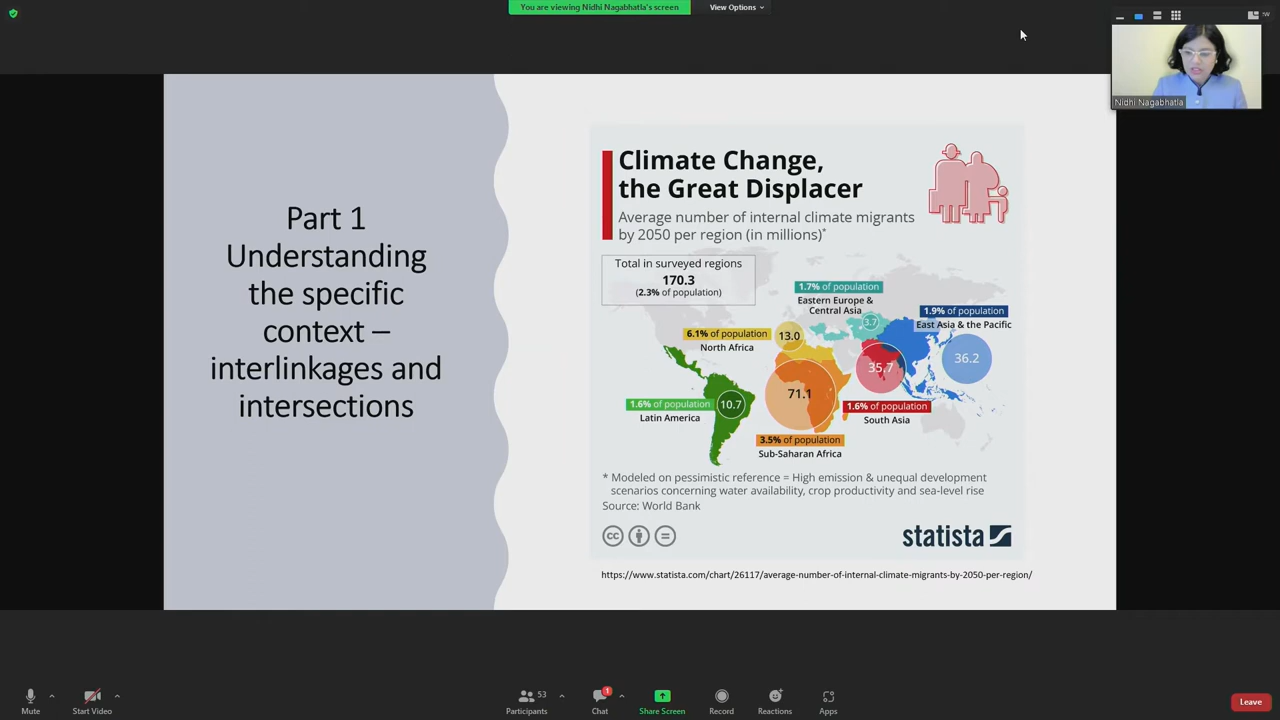 You are viewing Nidhi Nagabhatla's screen
View Options
Nidhi Nagabhatla
Part 1
Understanding
the specific
context –
interlinkages and
intersections
Climate Change,
the Great Displacer
Average number of internal climate migrants
by 2050 per region (in millions)*
Total in surveyed regions
170.3
(2.3% of population)
1.7% of population
Eastern Europe &
Central Asia
3.7
1.9% of population
East Asia & the Pacific
36.2
6.1% of population
North Africa
13.0
35.7
1.6% of population
South Asia
71.1
3.5% of population
Sub-Saharan Africa
1.6% of population
Latin America
10.7
* Modeled on pessimistic reference = High emission & unequal development
scenarios concerning water availability, crop productivity and sea-level rise
Source: World Bank
cc
statista
https://www.statista.com/chart/26117/average-number-of-internal-climate-migrants-by-2050-per-region/
Mute
Start Video
53
Participants
1
Chat
Share Screen
Record
Reactions
Apps
Leave